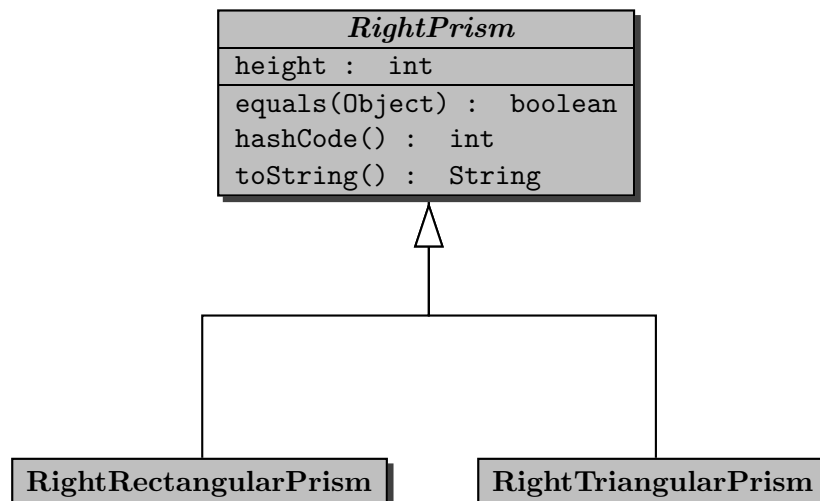 RightPrism
height : int
equals(Object) : boolean
hashCode() : int
toString() : String
RightRectangularPrism
RightTriangularPrism